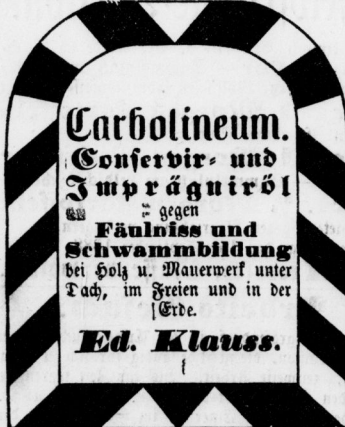 Carbolineum.
Conservir- und
Imprägniröl
gegen
Fäulniss und
Schwammbildung
bei Holz u. Mauerwerk unter
Dach, im Freien und in der
Erde.
Ed. Klauss.